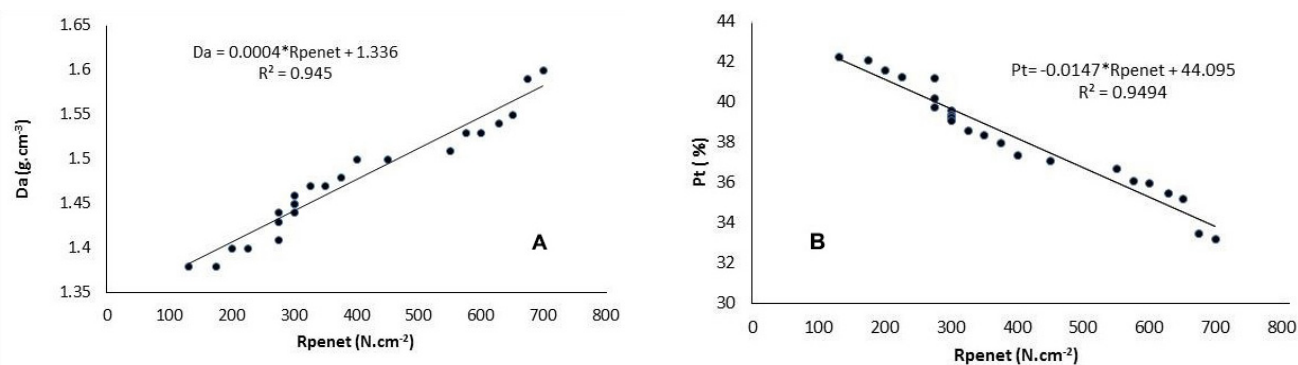 1.65
1.6
1.55
1.5
1.45
1.4
1.35
Da (g.cm-3)
Da = 0.0004*Rpenet + 1.336
R² = 0.945
A
0 100 200 300 400 500 600 700 800
Rpenet (N.cm-2)
44
42
40
38
36
34
32
30
Pt ( %)
Pt= -0.0147*Rpenet + 44.095
R² = 0.9494
B
0 100 200 300 400 500 600 700 800
Rpenet (N.cm-2)